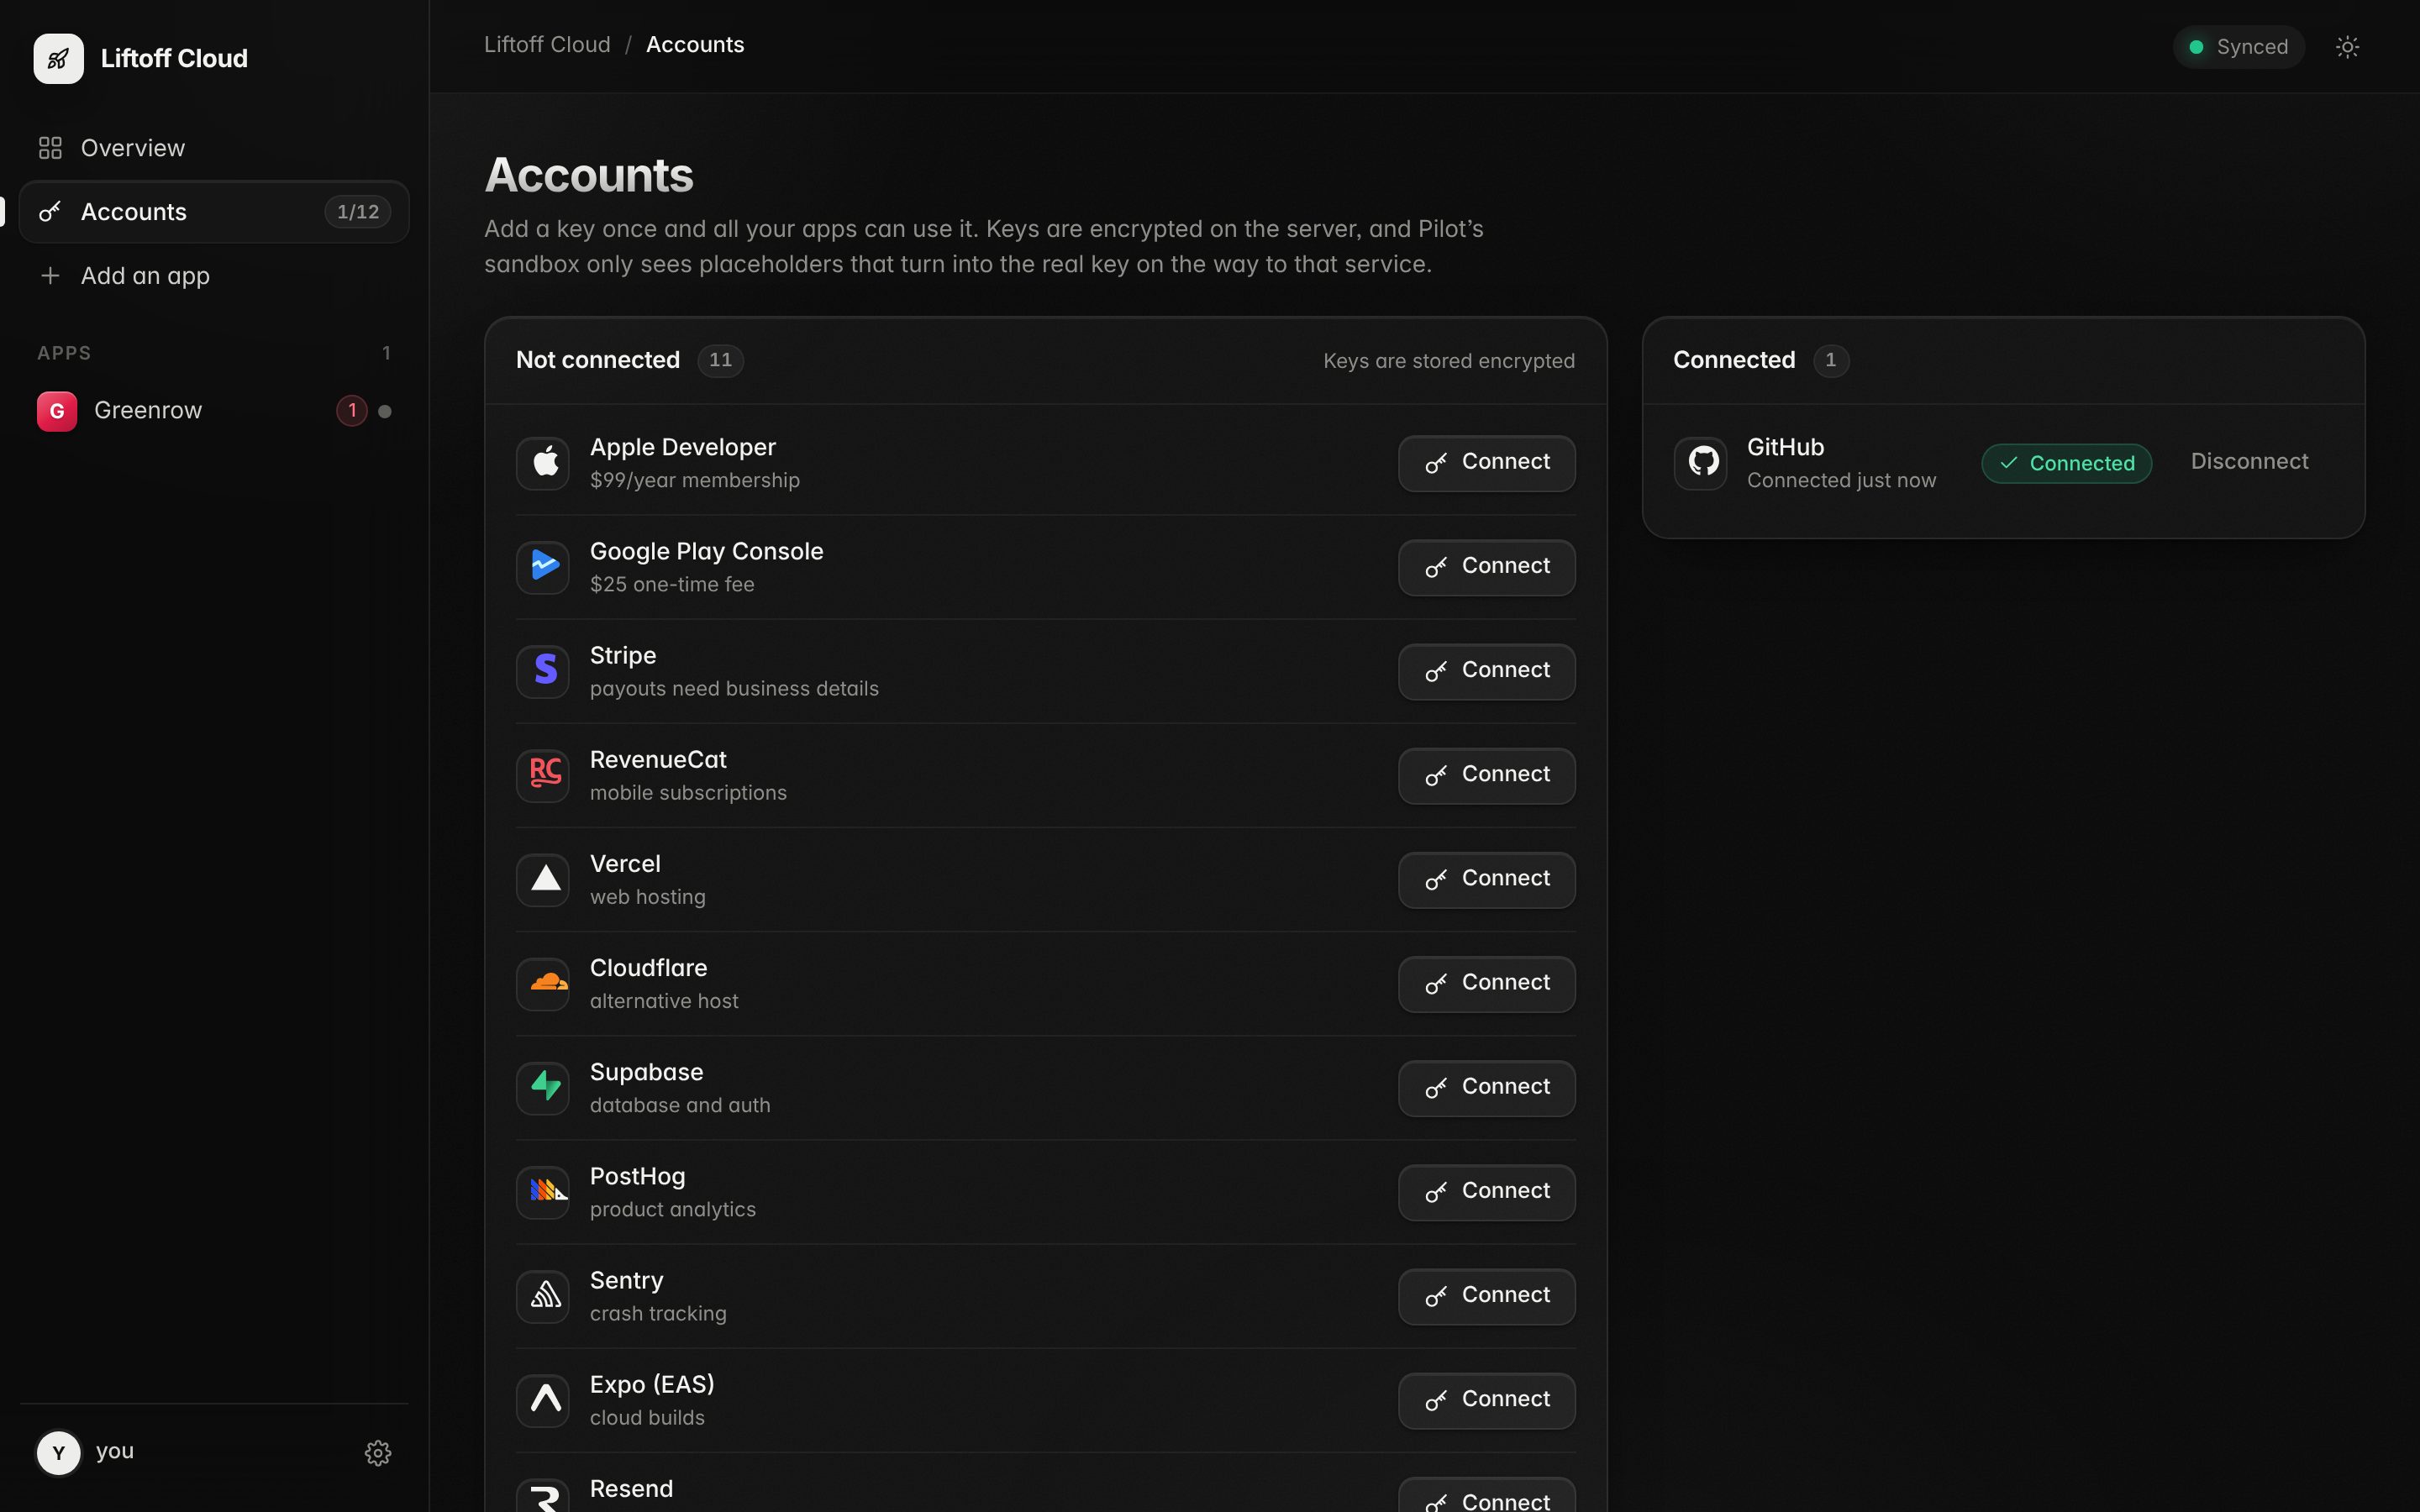 Liftoff Cloud
Overview
Accounts 1/12
Add an app
APPS 1
G Greenrow 1
Y you
Liftoff Cloud / Accounts
Synced
Accounts
Add a key once and all your apps can use it. Keys are encrypted on the server, and Pilot’s
sandbox only sees placeholders that turn into the real key on the way to that service.
Not connected 11 Keys are stored encrypted
Apple Developer
$99/year membership
Connect
Google Play Console
$25 one-time fee
Connect
Stripe
payouts need business details
Connect
RC
RevenueCat
mobile subscriptions
Connect
Vercel
web hosting
Connect
Cloudflare
alternative host
Connect
Supabase
database and auth
Connect
PostHog
product analytics
Connect
Sentry
crash tracking
Connect
Expo (EAS)
cloud builds
Connect
Resend
Connect
Connected 1
GitHub
Connected just now
Connected
Disconnect